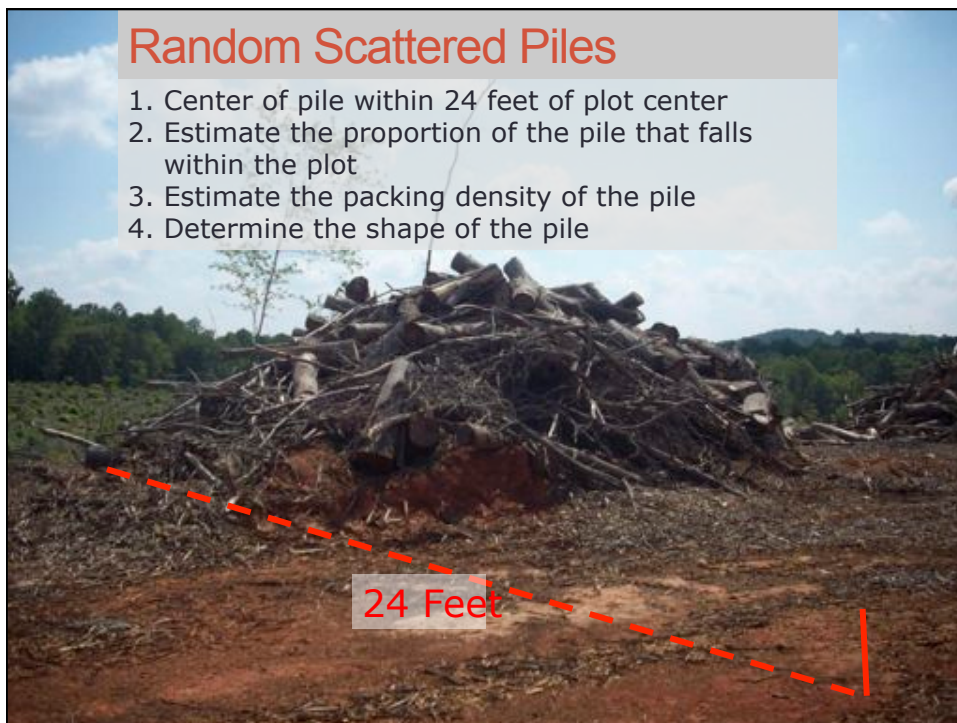 Random Scattered Piles
1. Center of pile within 24 feet of plot center
2. Estimate the proportion of the pile that falls
within the plot
3. Estimate the packing density of the pile
4. Determine the shape of the pile
24 Feet